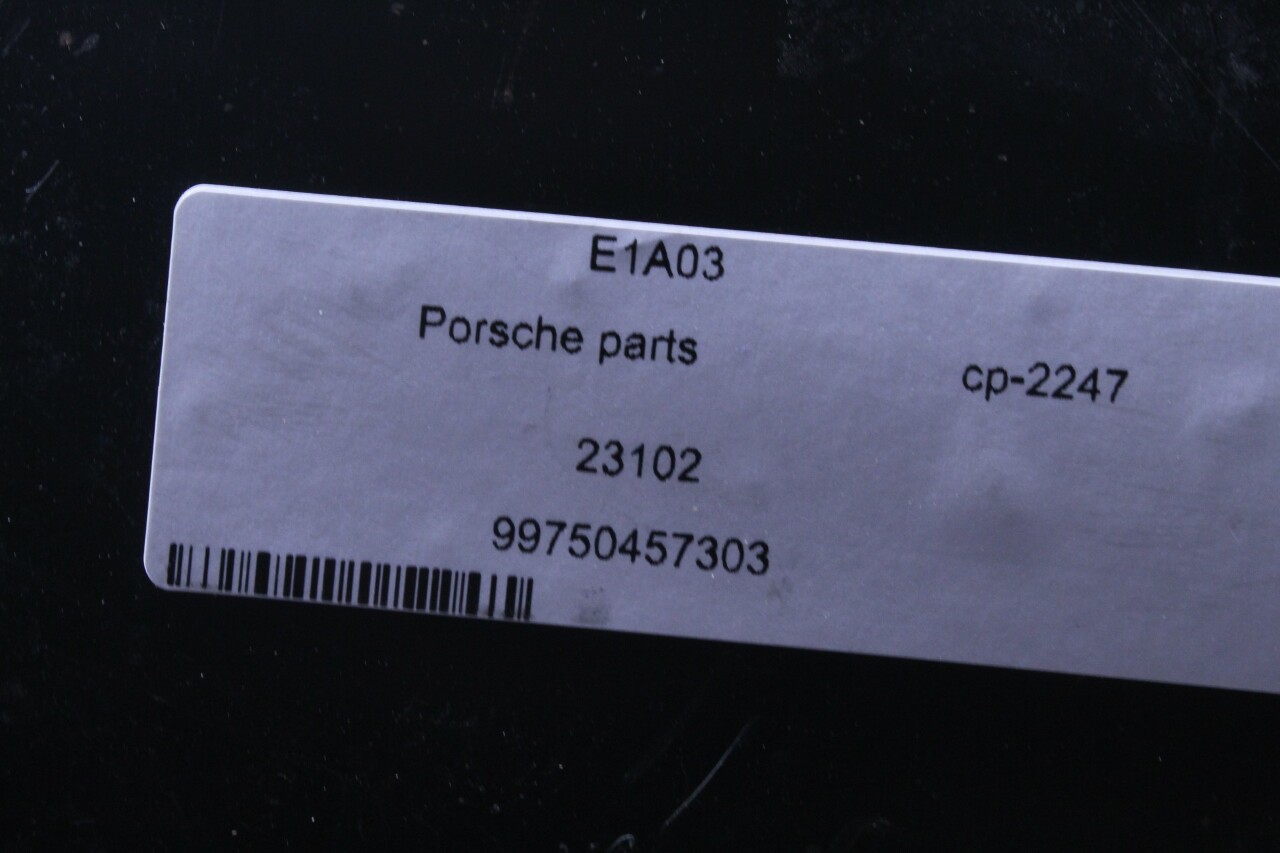 E1A03
Porsche parts
cp-2247
23102
99750457303